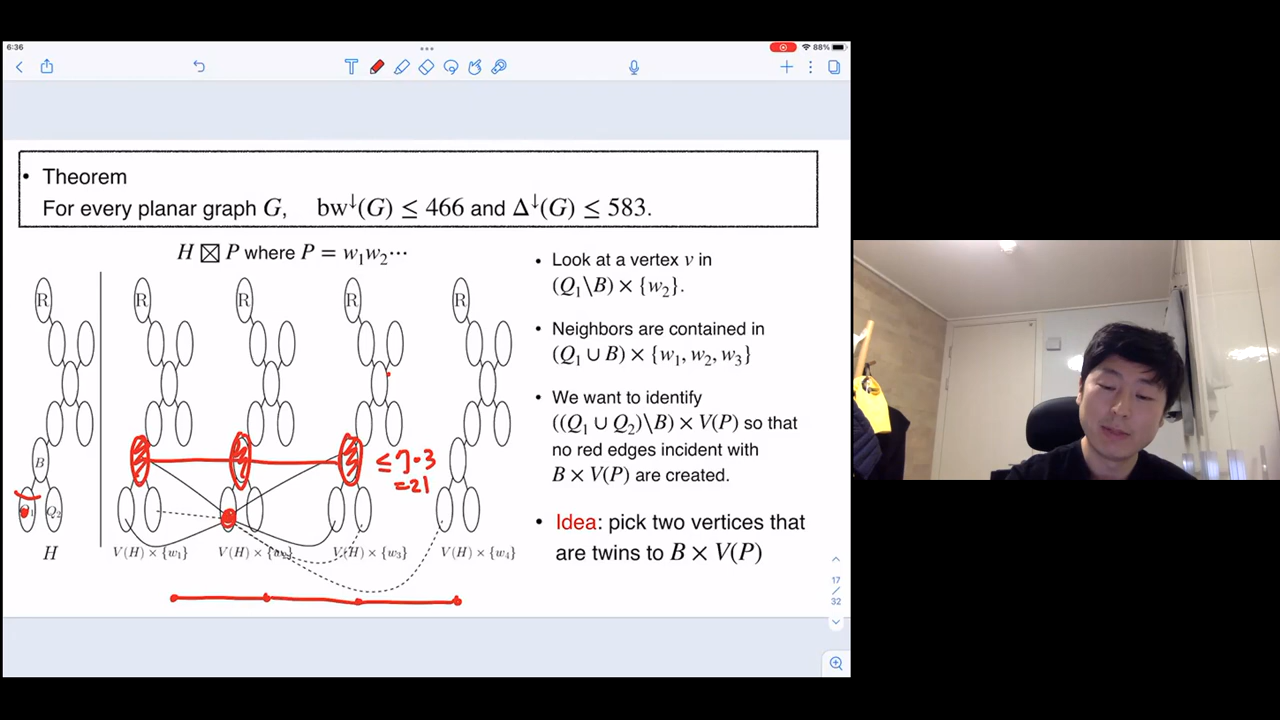 6:36
88%
T
• Theorem
For every planar graph G, bw↓(G) ≤ 466 and Δ↓(G) ≤ 583.
H ⊠ P where P = w₁w₂⋯
R R R R R
B
Q₁ Q₂
≤ 7·3
= 21
H V(H) × {w₁} V(H) × {w₂} V(H) × {w₃} V(H) × {w₄}
• Look at a vertex v in
(Q₁\B) × {w₂}.
• Neighbors are contained in
(Q₁ ∪ B) × {w₁, w₂, w₃}
• We want to identify
((Q₁ ∪ Q₂)\B) × V(P) so that
no red edges incident with
B × V(P) are created.
• Idea: pick two vertices that
are twins to B × V(P)
17
/
32